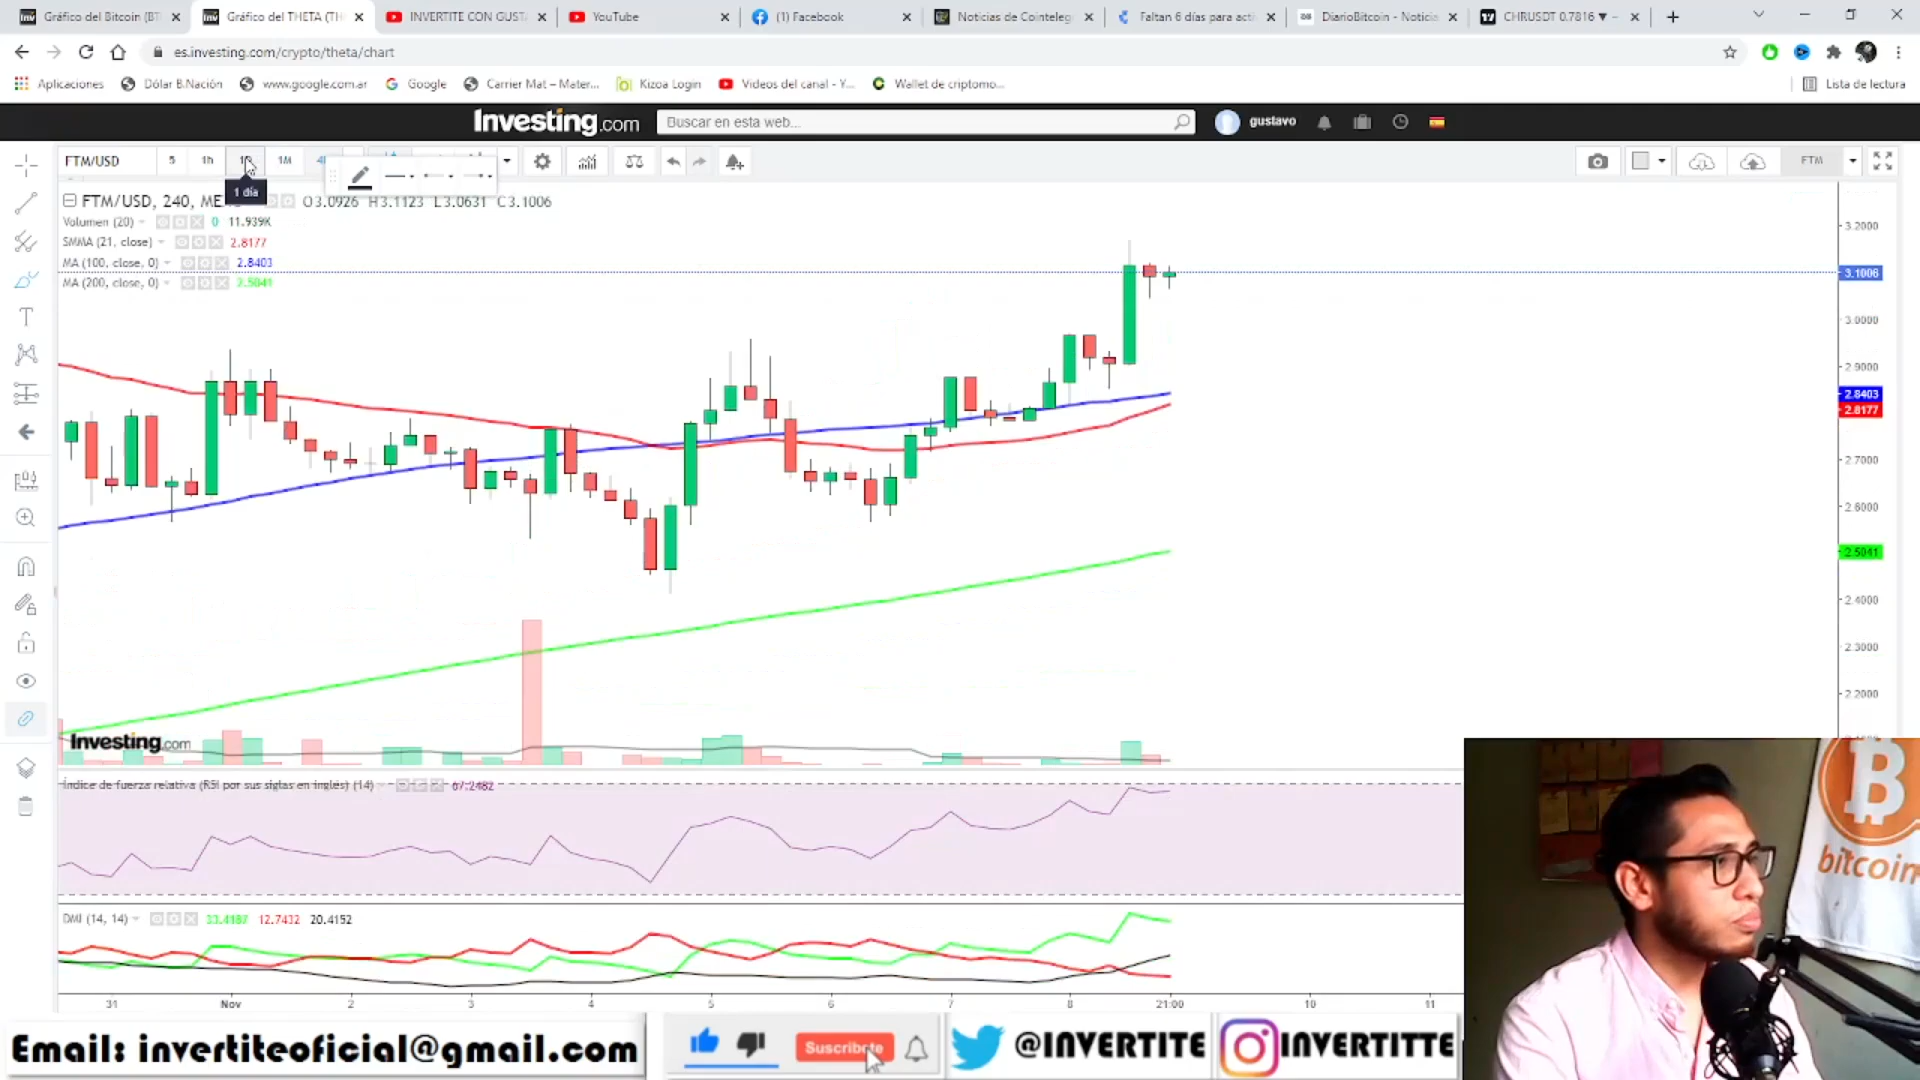 Gráfico del Bitcoin (BT
Gráfico del THETA (TH
INVERTITE CON GUST
YouTube
(1) Facebook
Noticias de Cointeleg
Faltan 6 días para acti
DiarioBitcoin - Noticia
CHRUSDT 0.7816 ▼ -
es.investing.com/crypto/theta/chart
Aplicaciones
Dólar B.Nación
www.google.com.ar
Google
Carrier Mat – Mater...
Kizoa Login
Videos del canal - Y...
Wallet de criptomo...
Lista de lectura
Investing.com
Buscar en esta web...
gustavo
FTM/USD
5
1h
1M
FTM
1 día
FTM/USD, 240, ME
O3.0926 H3.1123 L3.0631 C3.1006
Volumen (20)
0 11.939K
SMMA (21, close)
2.8177
MA (100, close, 0)
2.8403
MA (200, close, 0)
2.5041
3.2000
3.1006
3.0000
2.9000
2.8403
2.8177
2.7000
2.6000
2.5041
2.4000
2.3000
2.2000
Investing.com
Índice de fuerza relativa (RSI por sus siglas en inglés) (14)
67.2482
DMI (14, 14)
33.4187 12.7432 20.4152
31
Nov
2
3
4
5
6
7
8
21:00
10
11
bitcoin
Email: invertiteoficial@gmail.com
Suscribete
@INVERTITE
INVERTITTE